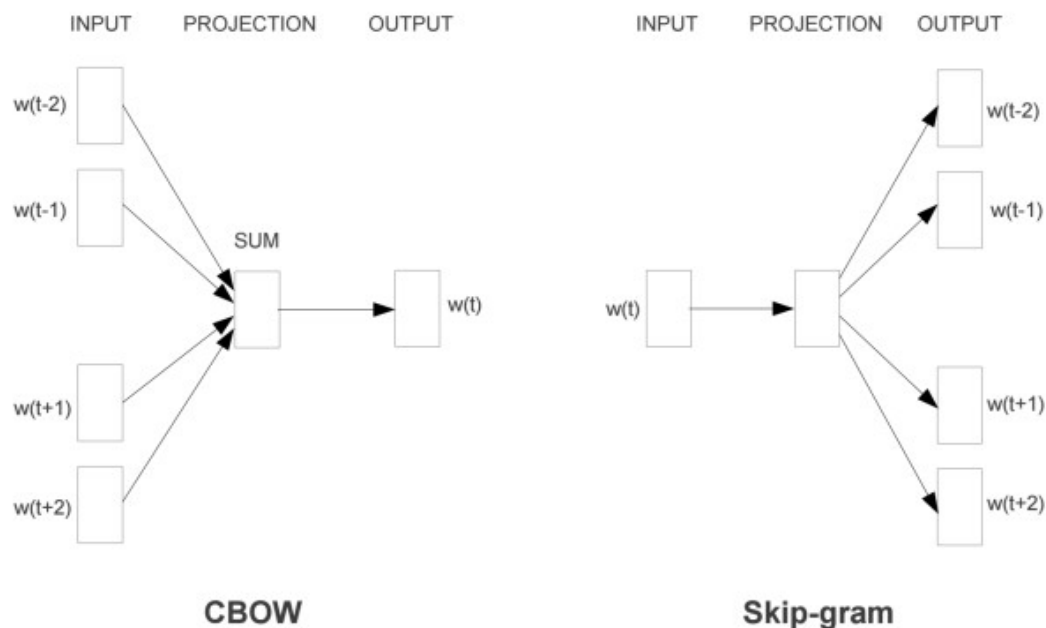 INPUT PROJECTION OUTPUT
w(t-2)
w(t-1)
SUM
w(t)
w(t+1)
w(t+2)
CBOW
INPUT PROJECTION OUTPUT
w(t-2)
w(t-1)
w(t)
w(t+1)
w(t+2)
Skip-gram